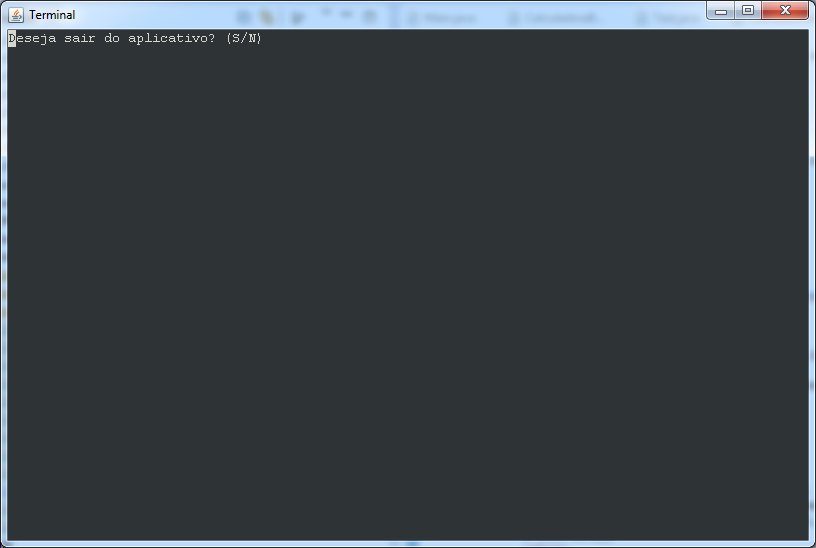 Terminal
Deseja sair do aplicativo? (S/N)